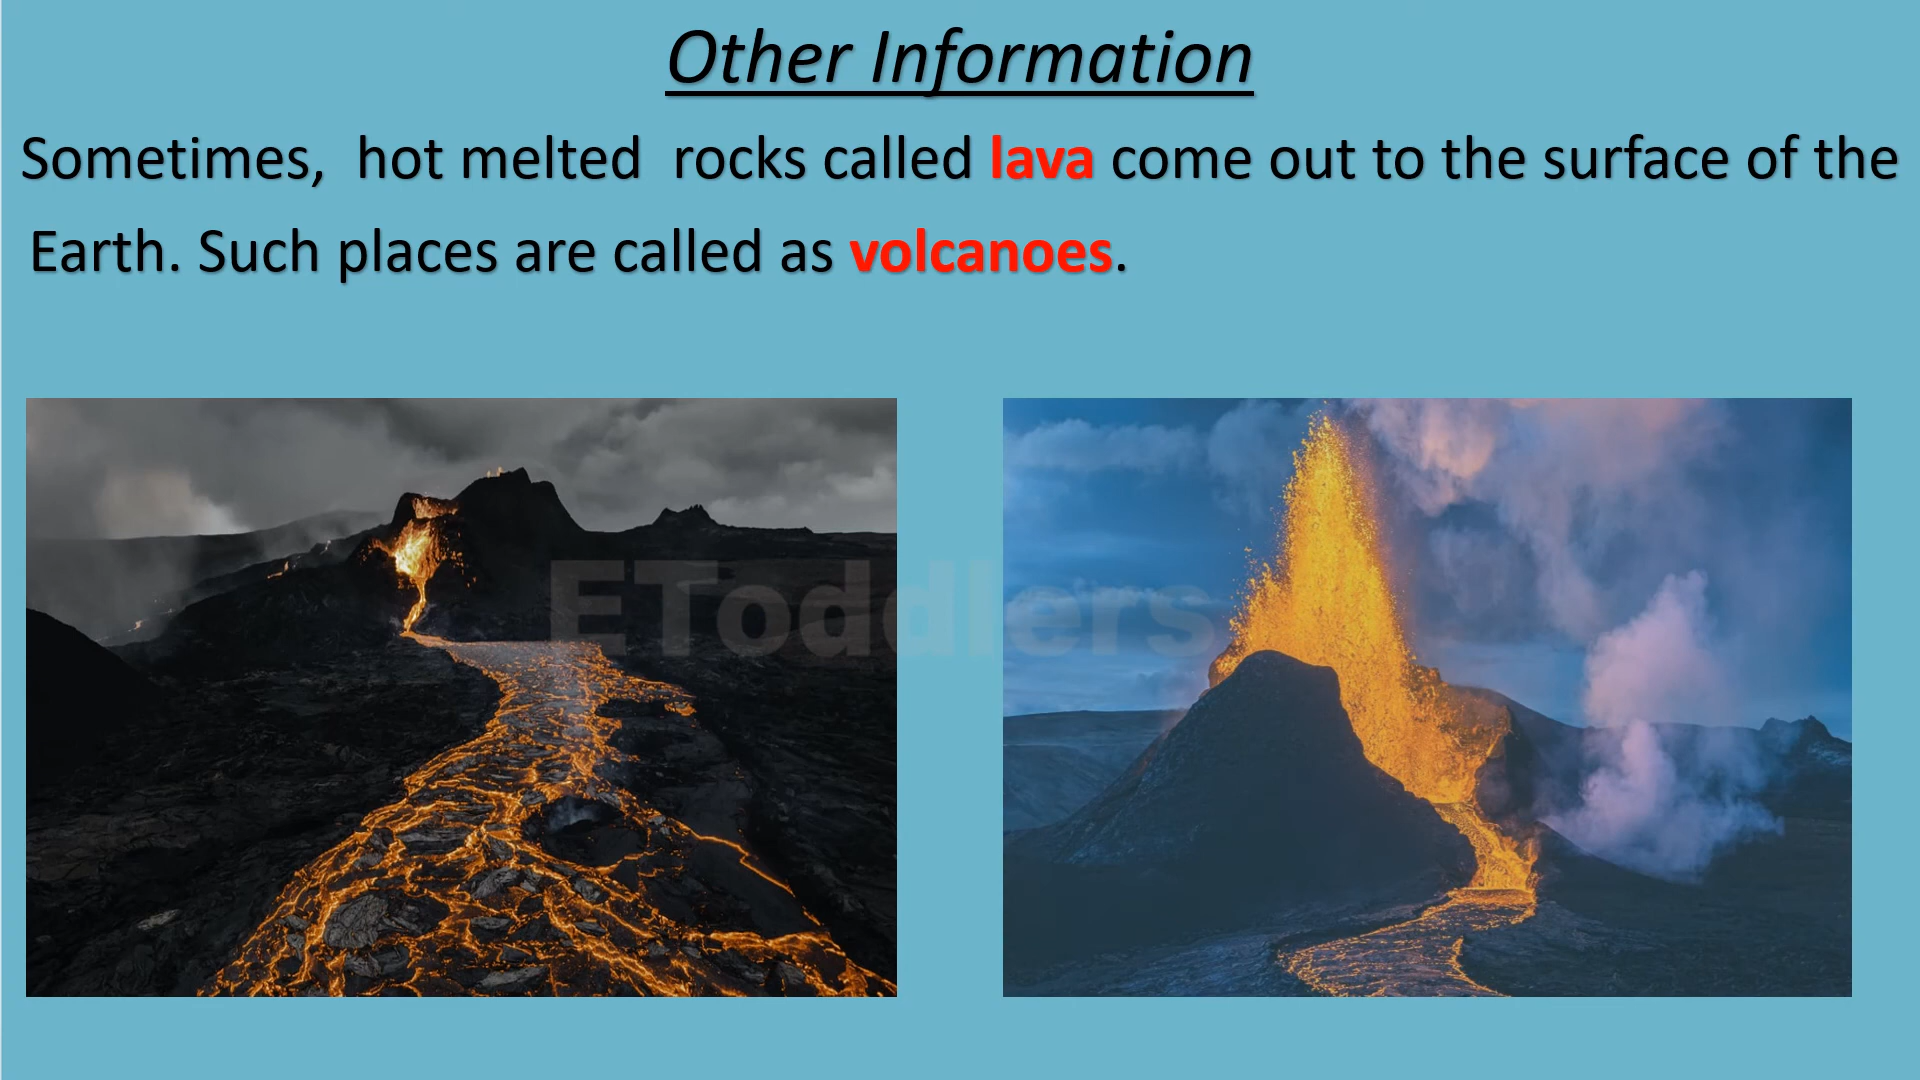 Other Information
Sometimes, hot melted rocks called lava come out to the surface of the
Earth. Such places are called as volcanoes.
EToddlers